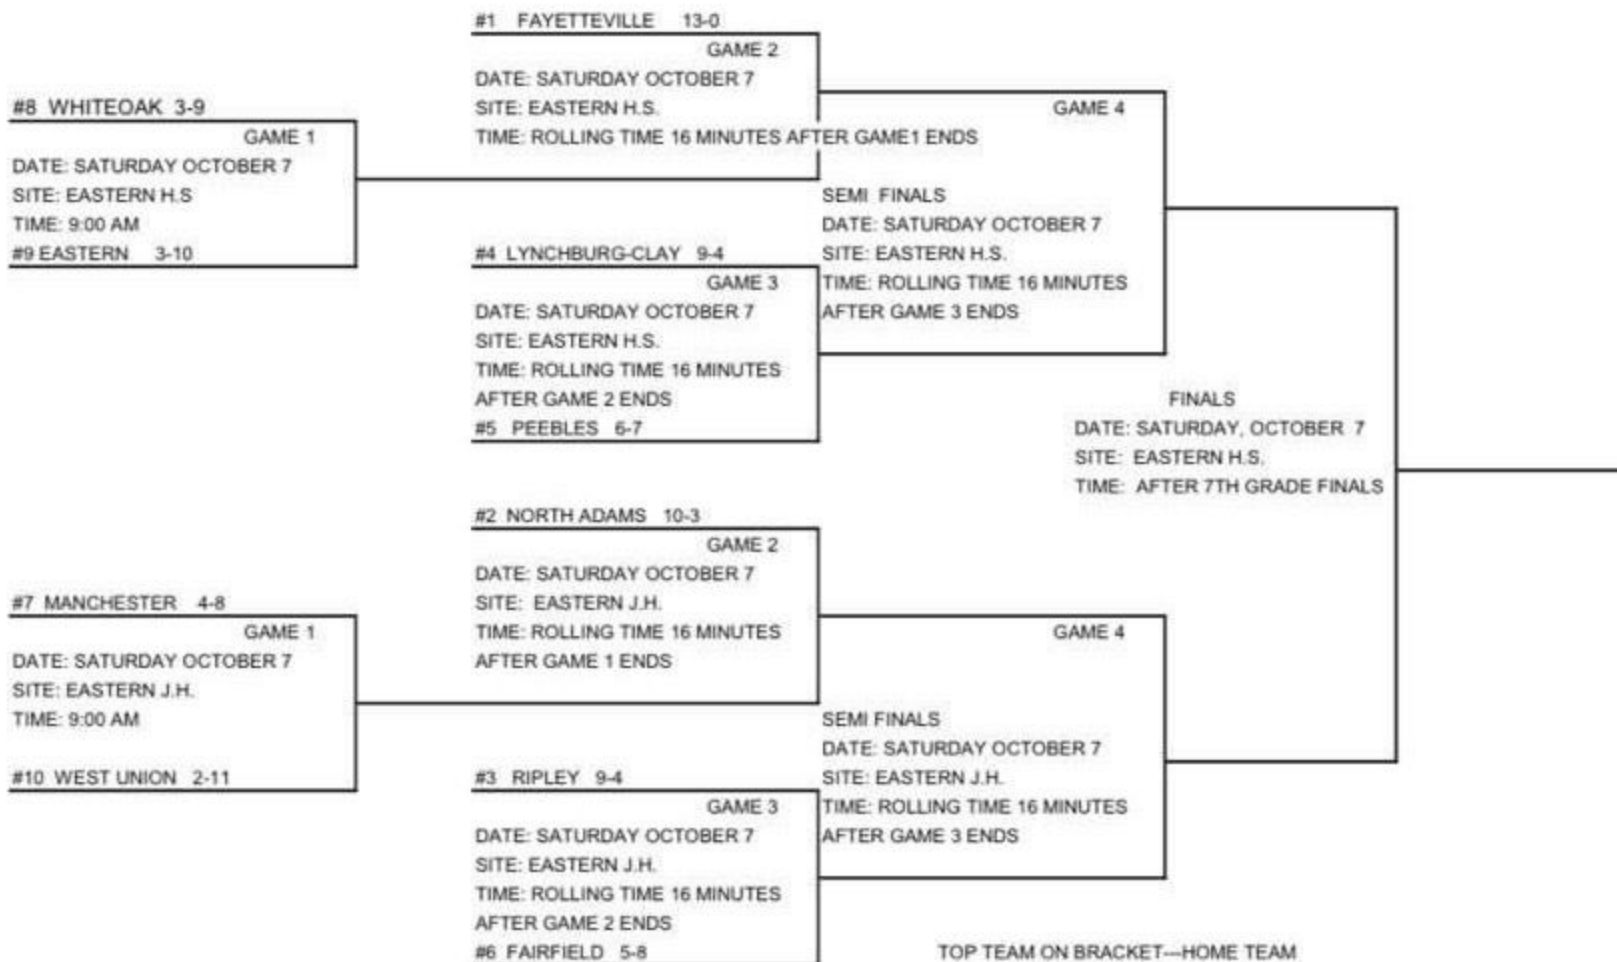 #1 FAYETTEVILLE 13-0
GAME 2
DATE: SATURDAY OCTOBER 7
SITE: EASTERN H.S.
TIME: ROLLING TIME 16 MINUTES AFTER GAME1 ENDS
#8 WHITEOAK 3-9
GAME 1
DATE: SATURDAY OCTOBER 7
SITE: EASTERN H.S
TIME: 9:00 AM
#9 EASTERN 3-10
GAME 4
SEMI FINALS
DATE: SATURDAY OCTOBER 7
SITE: EASTERN H.S.
TIME: ROLLING TIME 16 MINUTES
AFTER GAME 3 ENDS
#4 LYNCHBURG-CLAY 9-4
GAME 3
DATE: SATURDAY OCTOBER 7
SITE: EASTERN H.S.
TIME: ROLLING TIME 16 MINUTES
AFTER GAME 2 ENDS
#5 PEEBLES 6-7
FINALS
DATE: SATURDAY, OCTOBER 7
SITE: EASTERN H.S.
TIME: AFTER 7TH GRADE FINALS
#2 NORTH ADAMS 10-3
GAME 2
DATE: SATURDAY OCTOBER 7
SITE: EASTERN J.H.
TIME: ROLLING TIME 16 MINUTES
AFTER GAME 1 ENDS
#7 MANCHESTER 4-8
GAME 1
DATE: SATURDAY OCTOBER 7
SITE: EASTERN J.H.
TIME: 9:00 AM
#10 WEST UNION 2-11
GAME 4
SEMI FINALS
DATE: SATURDAY OCTOBER 7
SITE: EASTERN J.H.
TIME: ROLLING TIME 16 MINUTES
AFTER GAME 3 ENDS
#3 RIPLEY 9-4
GAME 3
DATE: SATURDAY OCTOBER 7
SITE: EASTERN J.H.
TIME: ROLLING TIME 16 MINUTES
AFTER GAME 2 ENDS
#6 FAIRFIELD 5-8
TOP TEAM ON BRACKET---HOME TEAM